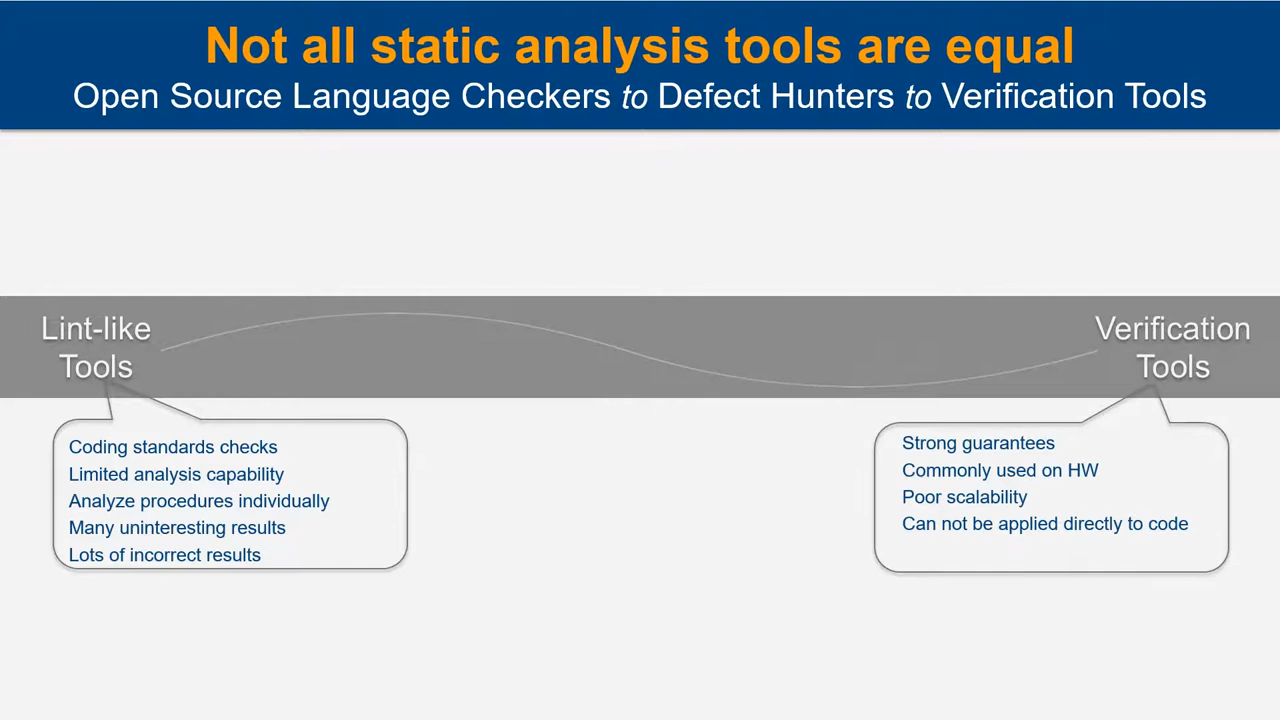 Not all static analysis tools are equal
Open Source Language Checkers to Defect Hunters to Verification Tools
Lint-like
Tools
Verification
Tools
Coding standards checks
Limited analysis capability
Analyze procedures individually
Many uninteresting results
Lots of incorrect results
Strong guarantees
Commonly used on HW
Poor scalability
Can not be applied directly to code